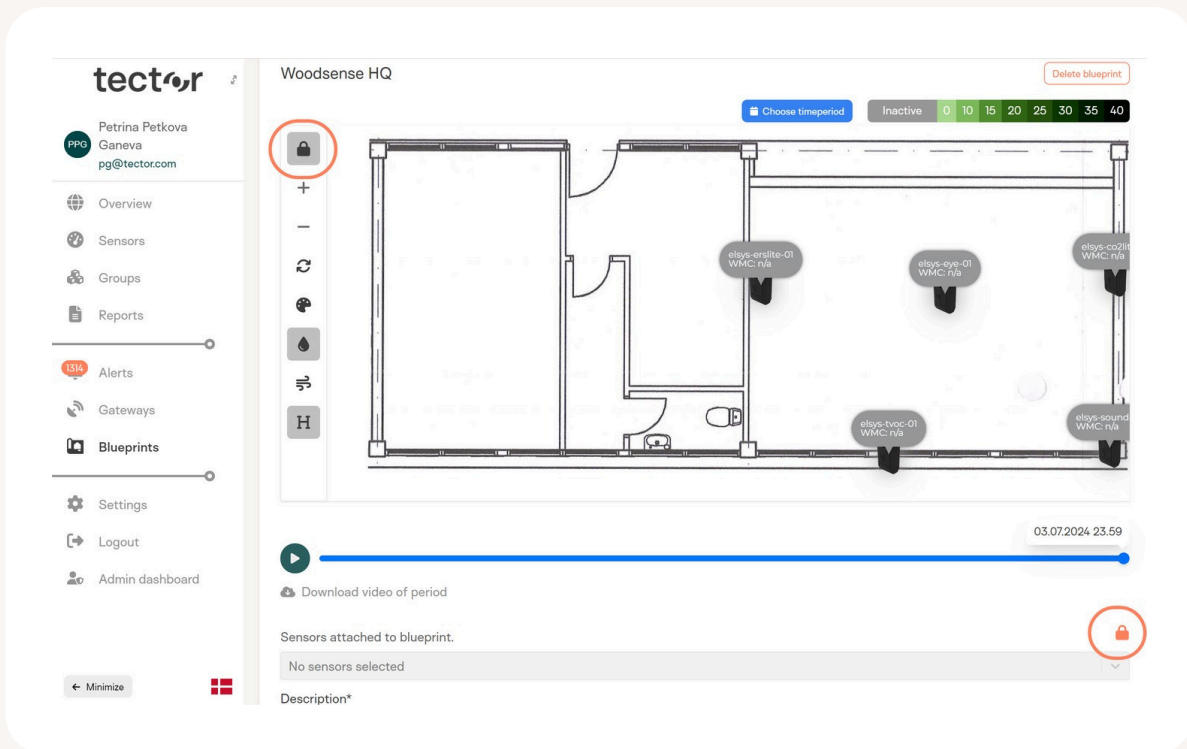 tector
PPG
Petrina Petkova
Ganeva
pg@tector.com
Overview
Sensors
Groups
Reports
1314
Alerts
Gateways
Blueprints
Settings
Logout
Admin dashboard
← Minimize
Woodsense HQ
Delete blueprint
Choose timeperiod
Inactive 0 10 15 20 25 30 35 40
H
elsys-erslite-01
WMC: n/a
elsys-eye-01
WMC: n/a
elsys-co2lit
WMC: n/a
elsys-tvoc-01
WMC: n/a
elsys-sound
WMC: n/a
03.07.2024 23.59
Download video of period
Sensors attached to blueprint.
No sensors selected
Description*